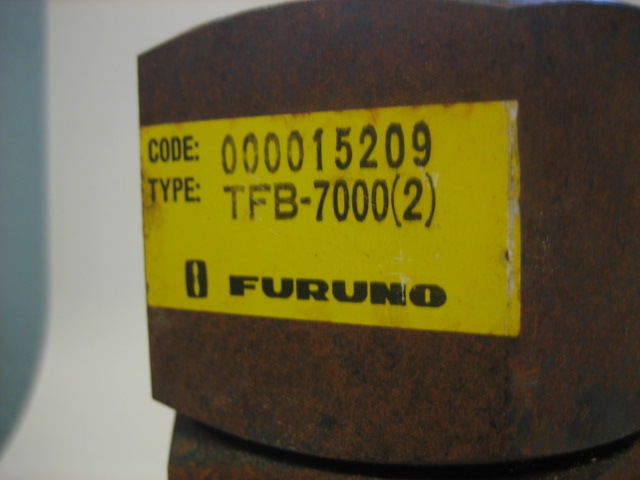 CODE: 000015209
TYPE: TFB-7000(2)
FURUNO